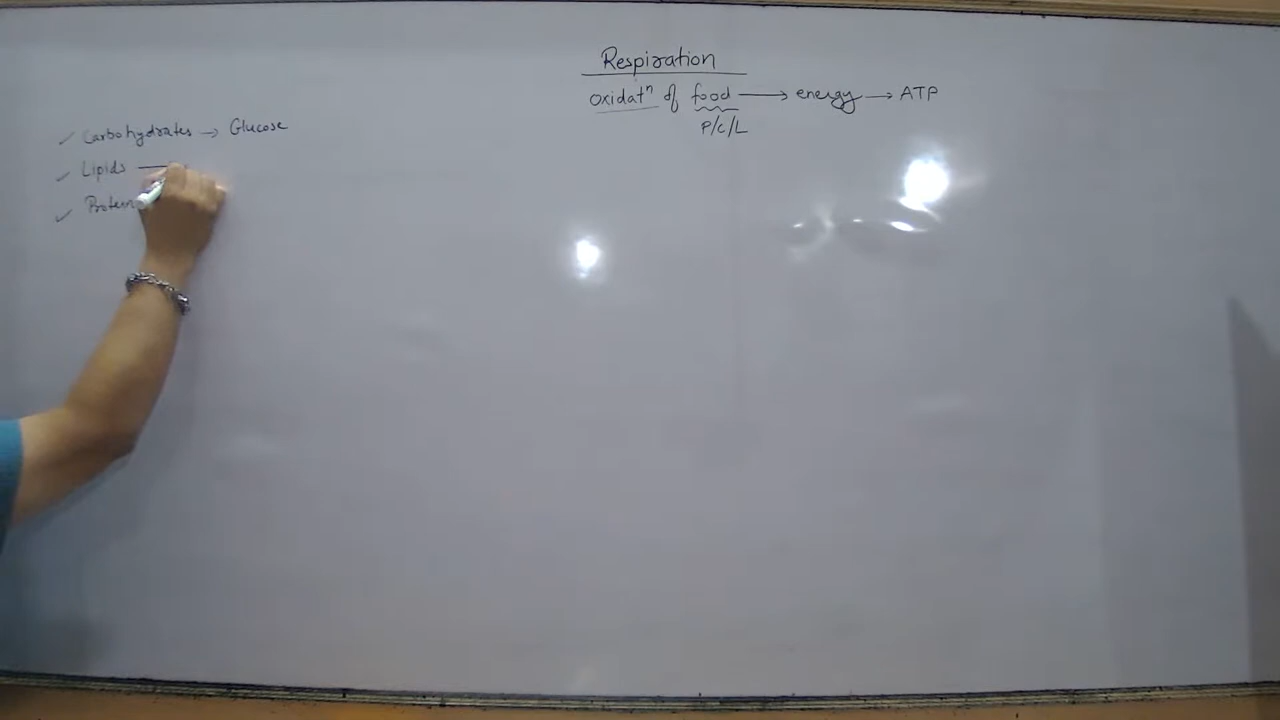 Respiration
oxidatⁿ of food → energy → ATP
P/C/L
✓ Carbohydrates → Glucose
✓ Lipids —
✓ Protein